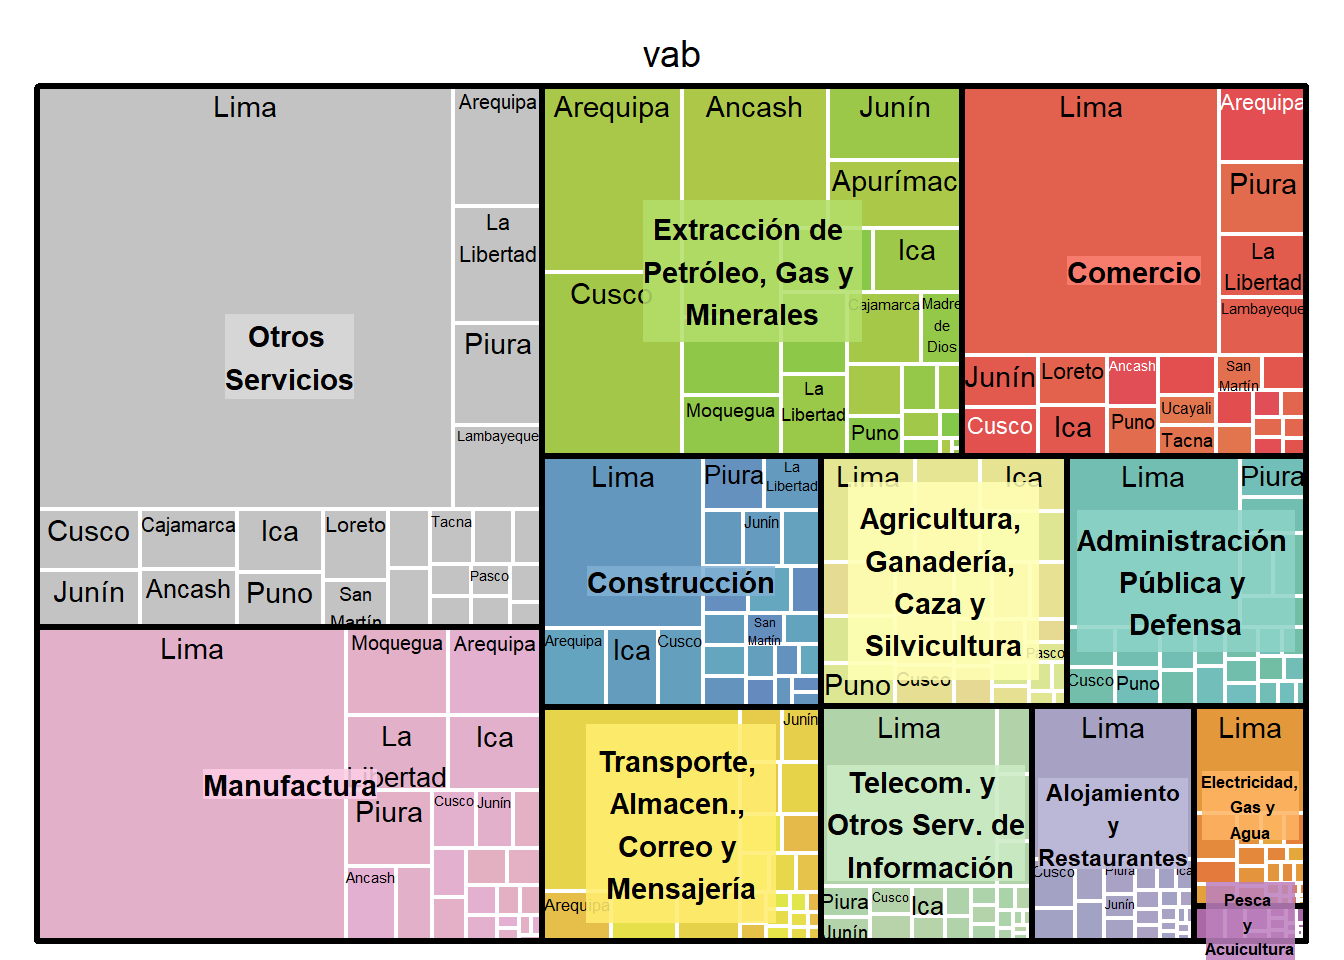 vab
Lima
Arequipa
La
Libertad
Piura
Lambayeque
Otros
Servicios
Cusco
Cajamarca
Ica
Loreto
Tacna
Junín
Ancash
Puno
San
Martín
Pasco
Arequipa
Ancash
Junín
Apurímac
Extracción de
Petróleo, Gas y
Minerales
Ica
Cusco
Cajamarca
Madre
de
Dios
Moquegua
La
Libertad
Puno
Lima
Arequipa
Piura
La
Libertad
Lambayeque
Comercio
Junín
Loreto
Ancash
San
Martín
Cusco
Ica
Puno
Ucayali
Tacna
Lima
Piura
La
Libertad
Junín
Construcción
Arequipa
Ica
Cusco
San
Martín
Lima
Ica
Agricultura,
Ganadería,
Caza y
Silvicultura
Pasco
Puno
Cusco
Lima
Piura
Administración
Pública y
Defensa
Cusco
Puno
Lima
Moquegua
Arequipa
La
Libertad
Ica
Manufactura
Piura
Cusco
Junín
Ancash
Junín
Transporte,
Almacen.,
Correo y
Mensajería
Arequipa
Lima
Telecom. y
Otros Serv. de
Información
Piura
Cusco
Ica
Junín
Lima
Alojamiento
y
Restaurantes
Cusco
Piura
Ica
Junín
Lima
Electricidad,
Gas y
Agua
Pesca
y
Acuicultura